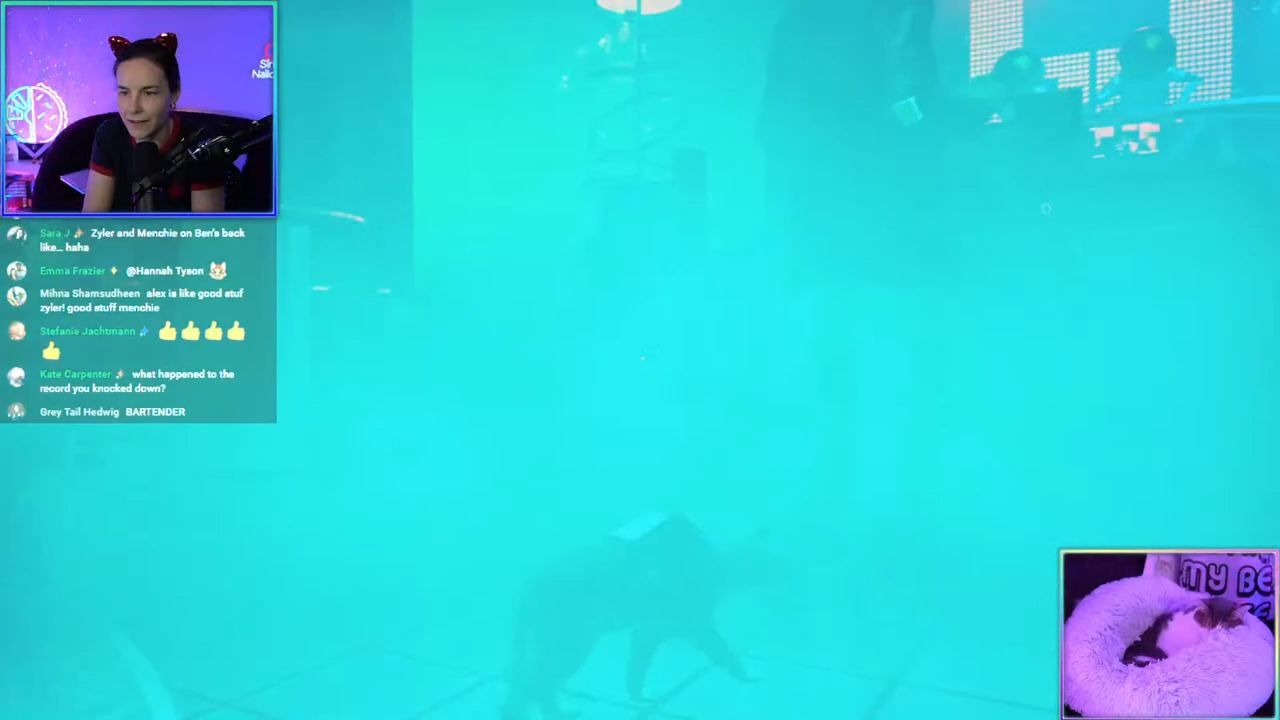 Sara J Zyler and Menchie on Ben's back
like... haha
Emma Frazier @Hannah Tyson
Mihna Shamsudheen alex is like good stuf
zyler! good stuff menchie
Stefanie Jachtmann
Kate Carpenter what happened to the
record you knocked down?
Grey Tail Hedwig BARTENDER
MY BE